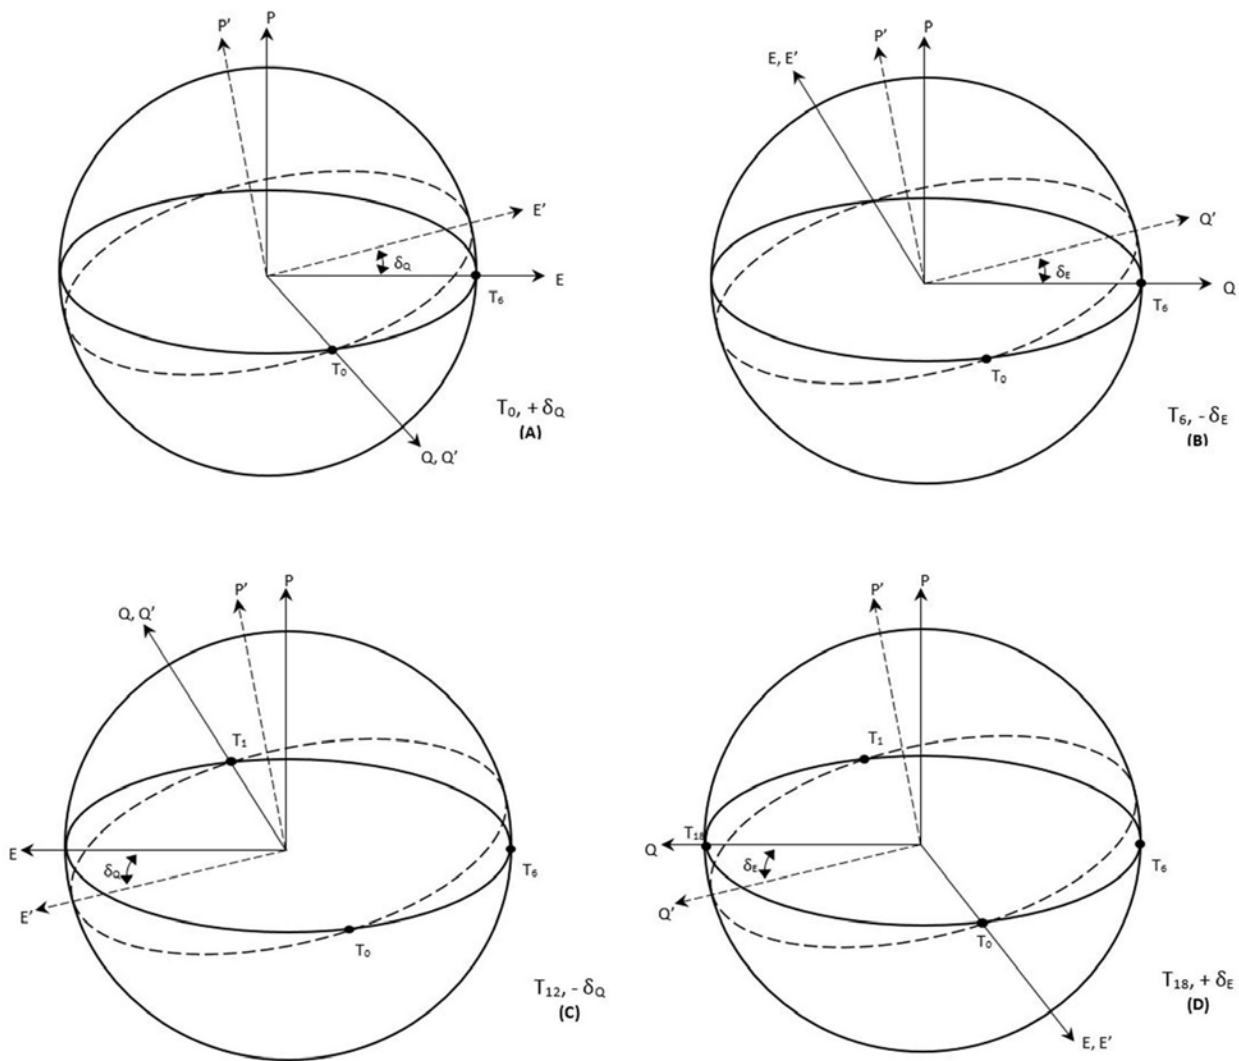 P'
P
E'
δQ
E
T6
T0
Q, Q'
T0, + δQ
(A)
P
P'
E, E'
Q'
δE
Q
T6
T0
T6, - δE
(B)
P
P'
Q, Q'
T1
E
δQ
T6
E'
T0
T12, - δQ
(C)
P
P'
T1
T18
Q
δE
T6
Q'
T0
T18, + δE
(D)
E, E'